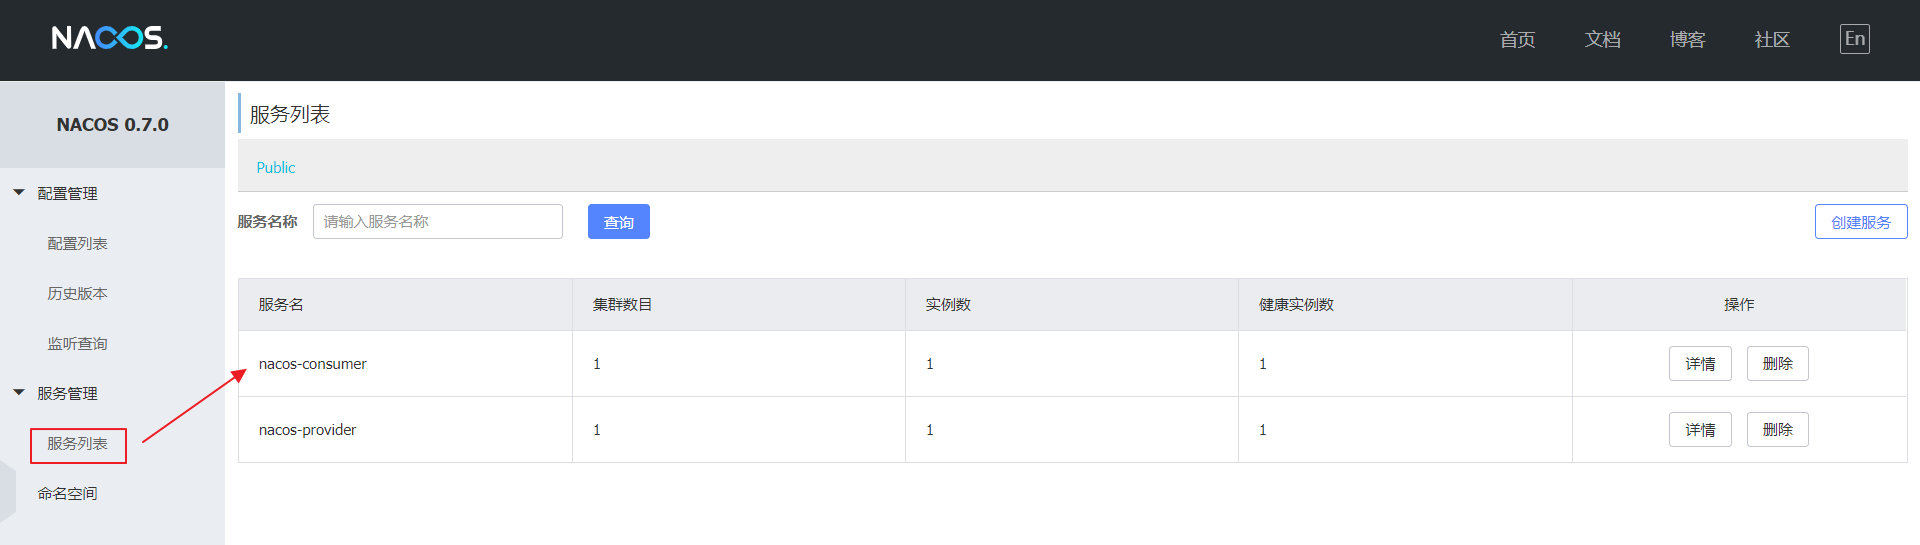 NACOS.
首页 文档 博客 社区 En
NACOS 0.7.0
配置管理
配置列表
历史版本
监听查询
服务管理
服务列表
命名空间
服务列表
Public
服务名称 请输入服务名称 查询 创建服务
服务名 集群数目 实例数 健康实例数 操作
nacos-consumer 1 1 1 详情 删除
nacos-provider 1 1 1 详情 删除